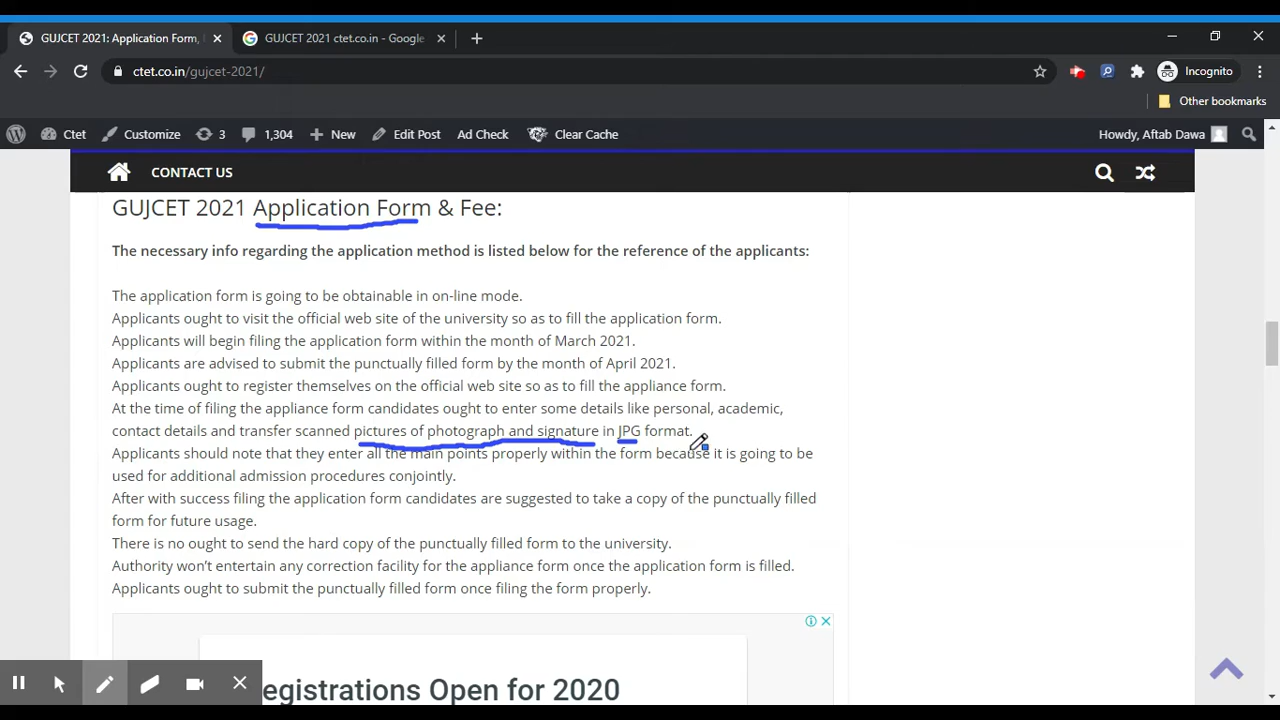 GUJCET 2021: Application Form,
GUJCET 2021 ctet.co.in - Google
ctet.co.in/gujcet-2021/
Incognito
Other bookmarks
Ctet
Customize
3
1,304
New
Edit Post
Ad Check
Clear Cache
Howdy, Aftab Dawa
CONTACT US
GUJCET 2021 Application Form & Fee:
The necessary info regarding the application method is listed below for the reference of the applicants:
The application form is going to be obtainable in on-line mode.
Applicants ought to visit the official web site of the university so as to fill the application form.
Applicants will begin filing the application form within the month of March 2021.
Applicants are advised to submit the punctually filled form by the month of April 2021.
Applicants ought to register themselves on the official web site so as to fill the appliance form.
At the time of filing the appliance form candidates ought to enter some details like personal, academic,
contact details and transfer scanned pictures of photograph and signature in JPG format.
Applicants should note that they enter all the main points properly within the form because it is going to be
used for additional admission procedures conjointly.
After with success filing the application form candidates are suggested to take a copy of the punctually filled
form for future usage.
There is no ought to send the hard copy of the punctually filled form to the university.
Authority won’t entertain any correction facility for the appliance form once the application form is filled.
Applicants ought to submit the punctually filled form once filing the form properly.
egistrations Open for 2020